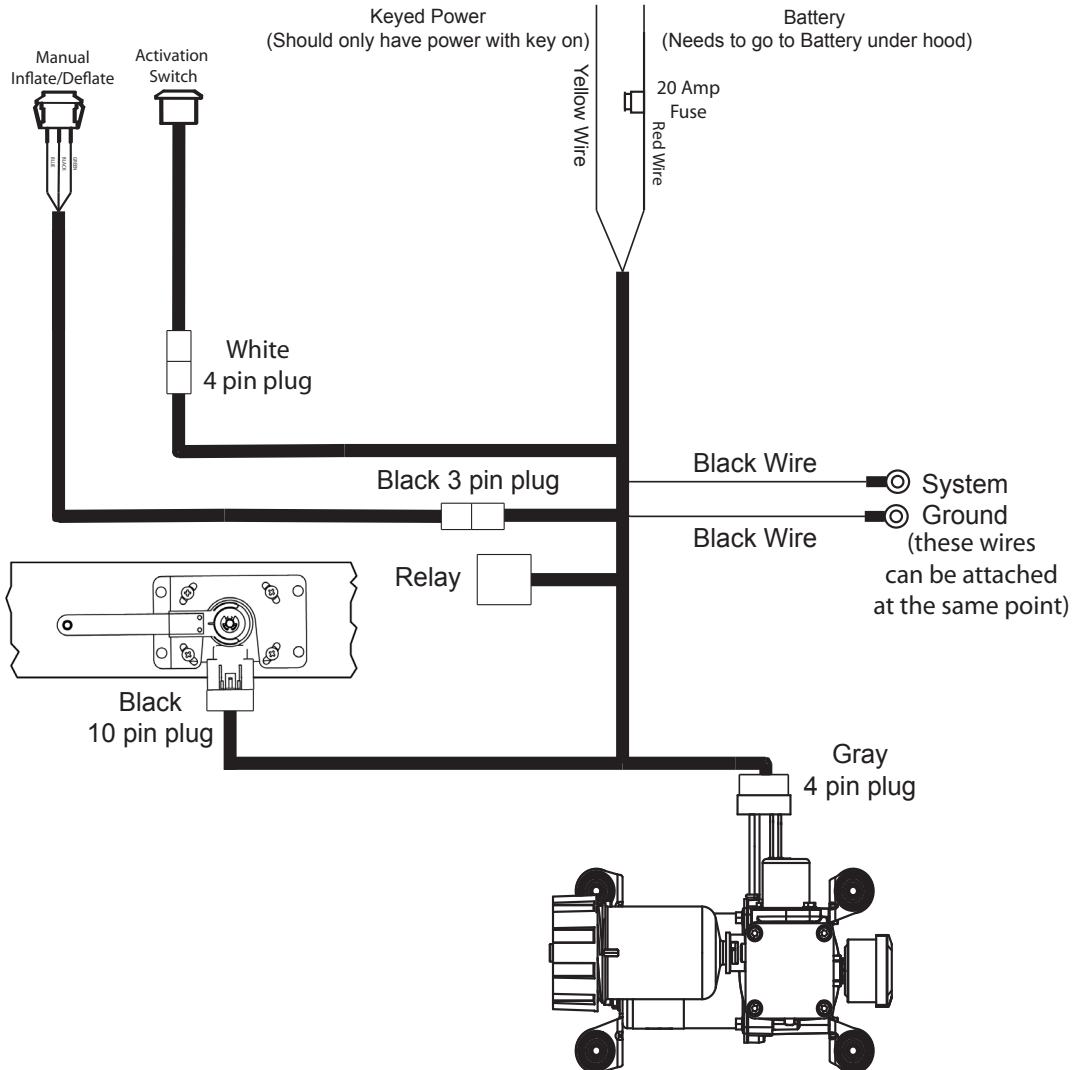 Keyed Power
(Should only have power with key on)
Battery
(Needs to go to Battery under hood)
Manual
Inflate/Deflate
Activation
Switch
Yellow Wire
20 Amp
Fuse
Red Wire
BLUE
BLACK
GREEN
White
4 pin plug
Black 3 pin plug
Black Wire
System
Black Wire
Ground
(these wires
can be attached
at the same point)
Relay
Black
10 pin plug
Gray
4 pin plug